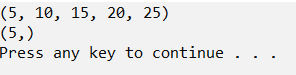 (5, 10, 15, 20, 25)
(5,)
Press any key to continue . . .